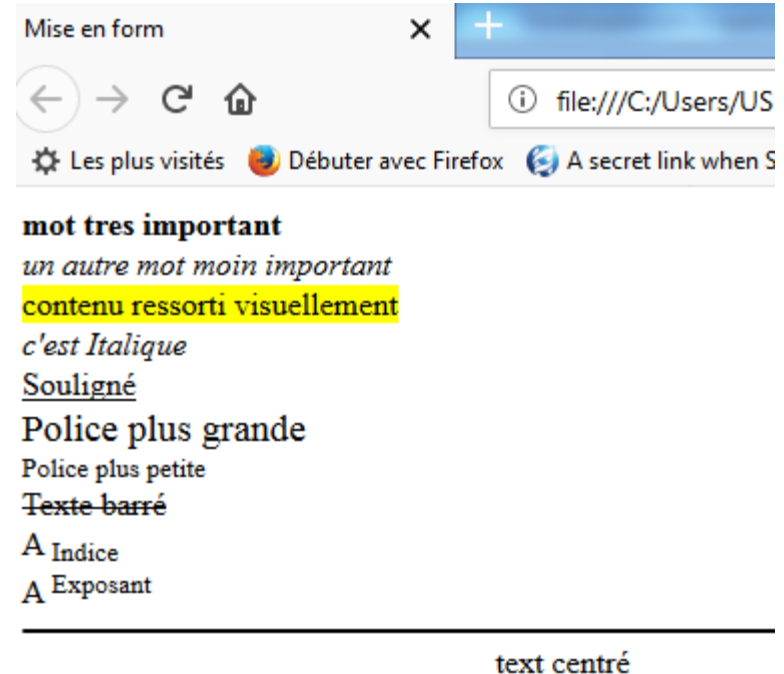 Mise en form
file:///C:/Users/US
Les plus visités Débuter avec Firefox A secret link when S
mot tres important
un autre mot moin important
contenu ressorti visuellement
c'est Italique
Souligné
Police plus grande
Police plus petite
Texte barré
A Indice
A Exposant
text centré